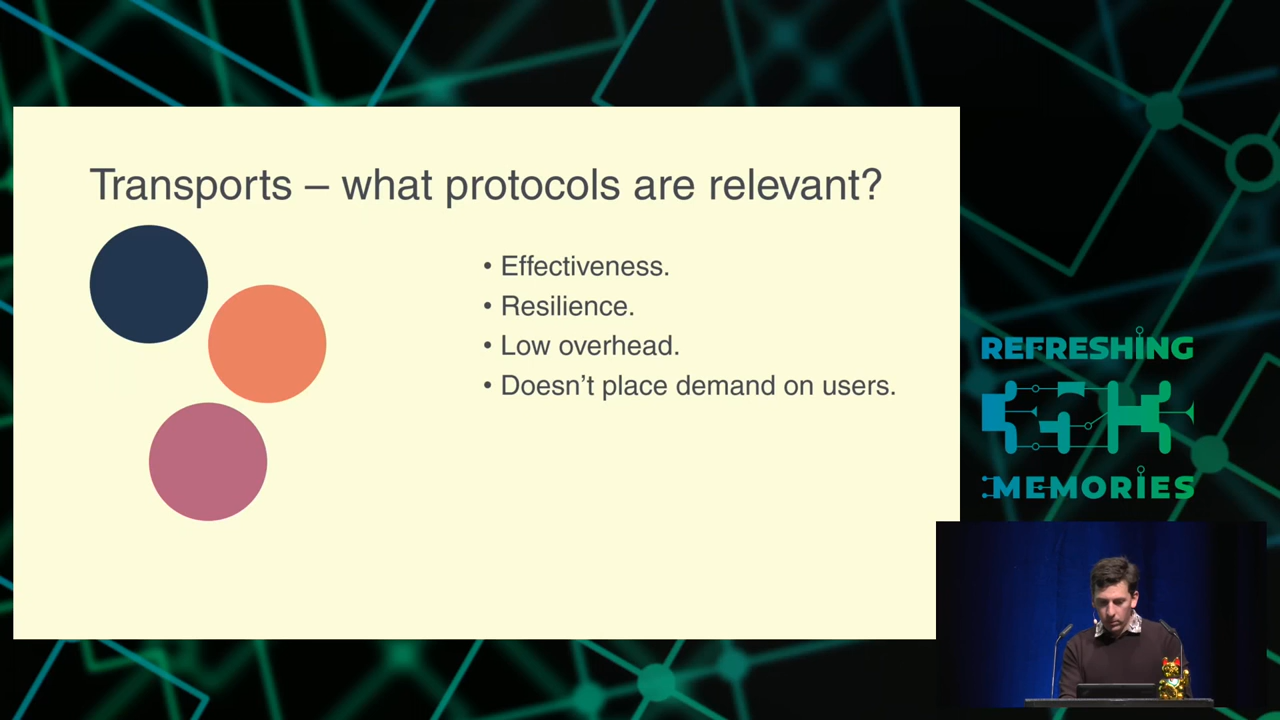 Transports – what protocols are relevant?
• Effectiveness.
• Resilience.
• Low overhead.
• Doesn’t place demand on users.
REFRESHING
MEMORIES